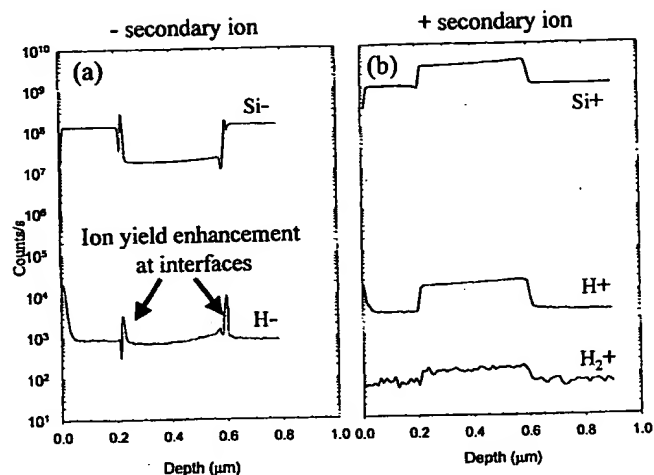 - secondary ion
+ secondary ion
(a)
(b)
10¹⁰
10⁹
10⁸
10⁷
10⁶
10⁵
10⁴
10³
10²
10¹
Counts/s
Si-
Ion yield enhancement
at interfaces
H-
0.0 0.2 0.4 0.6 0.8 1.0
Depth (μm)
Si+
H+
H₂+
0.0 0.2 0.4 0.6 0.8 1.0
Depth (μm)